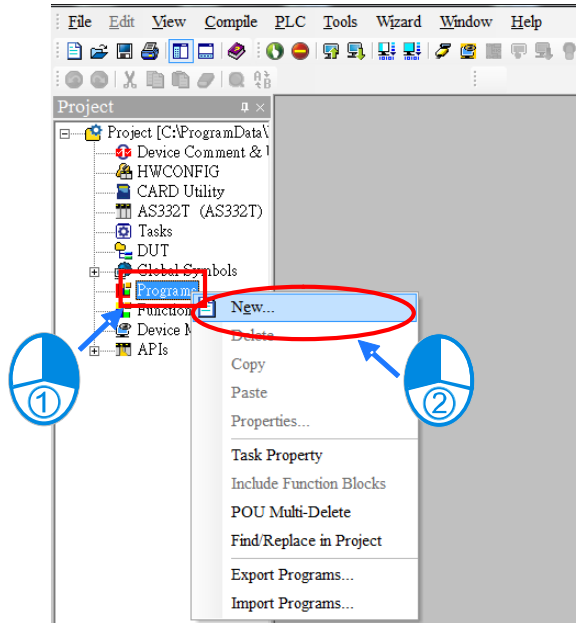 File Edit View Compile PLC Tools Wizard Window Help
Project
Project [C:\ProgramData\
Device Comment &
HWCONFIG
CARD Utility
AS332T (AS332T)
Tasks
DUT
Global Symbols
Programs
Function
Device M
APIs
New...
Delete
Copy
Paste
Properties...
Task Property
Include Function Blocks
POU Multi-Delete
Find/Replace in Project
Export Programs...
Import Programs...
①
②